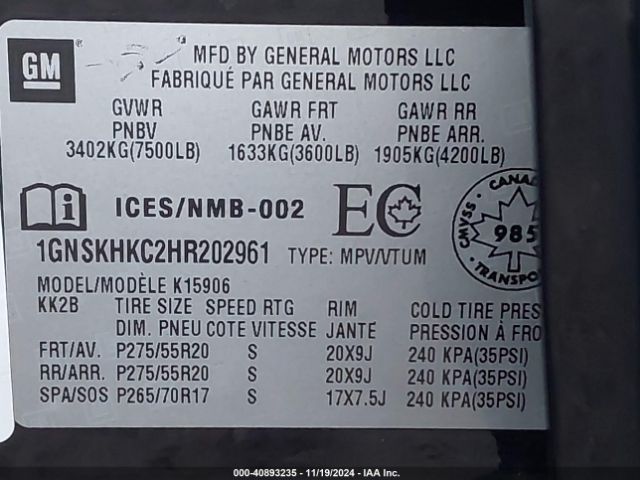 GM
MFD BY GENERAL MOTORS LLC
FABRIQUÉ PAR GENERAL MOTORS LLC
GVWR GAWR FRT GAWR RR
PNBV PNBE AV. PNBE ARR.
3402KG(7500LB) 1633KG(3600LB) 1905KG(4200LB)
i ICES/NMB-002 EC
CANAD
CMVSS
985
TRANSPOR
1GNSKHKC2HR202961 TYPE: MPV/VTUM
MODEL/MODÈLE K15906
KK2B TIRE SIZE SPEED RTG RIM COLD TIRE PRES
DIM. PNEU COTE VITESSE JANTE PRESSION À FRO
FRT/AV. P275/55R20 S 20X9J 240 KPA(35PSI)
RR/ARR. P275/55R20 S 20X9J 240 KPA(35PSI)
SPA/SOS P265/70R17 S 17X7.5J 240 KPA(35PSI)
000-40893235 - 11/19/2024 - IAA Inc.